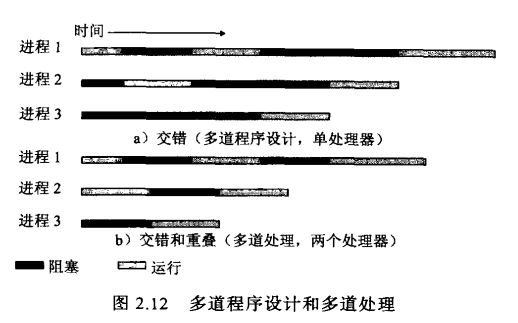 时间
进程 1
进程 2
进程 3
a）交错（多道程序设计，单处理器）
进程 1
进程 2
进程 3
b）交错和重叠（多道处理，两个处理器）
阻塞 运行
图 2.12 多道程序设计和多道处理